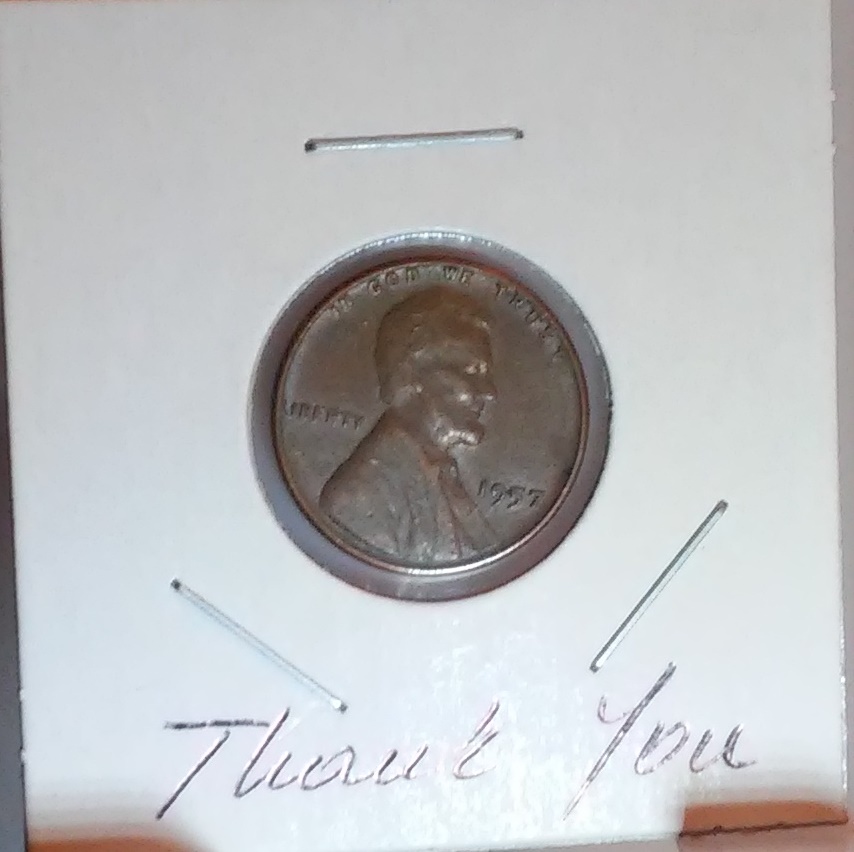 IN GOD WE TRUST
LIBERTY
1957
Thank You